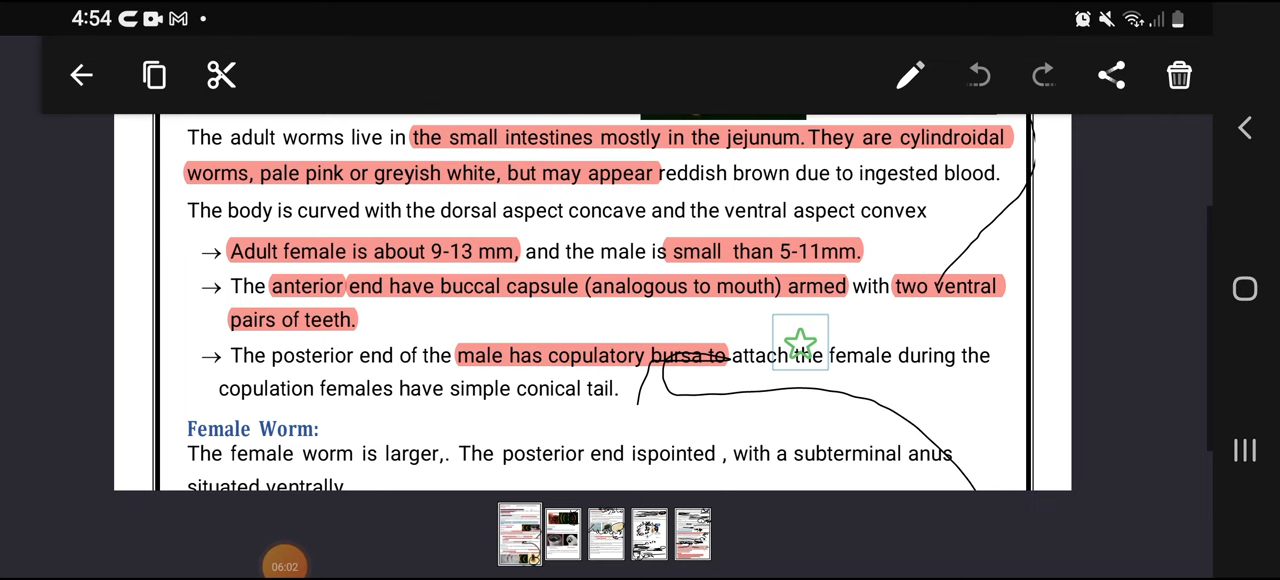 4:54
The adult worms live in the small intestines mostly in the jejunum. They are cylindroidal
worms, pale pink or greyish white, but may appear reddish brown due to ingested blood.
The body is curved with the dorsal aspect concave and the ventral aspect convex
→ Adult female is about 9-13 mm, and the male is small than 5-11mm.
→ The anterior end have buccal capsule (analogous to mouth) armed with two ventral
pairs of teeth.
→ The posterior end of the male has copulatory bursa to attach the female during the
copulation females have simple conical tail.
Female Worm:
The female worm is larger,. The posterior end ispointed , with a subterminal anus
situated ventrally
06:02